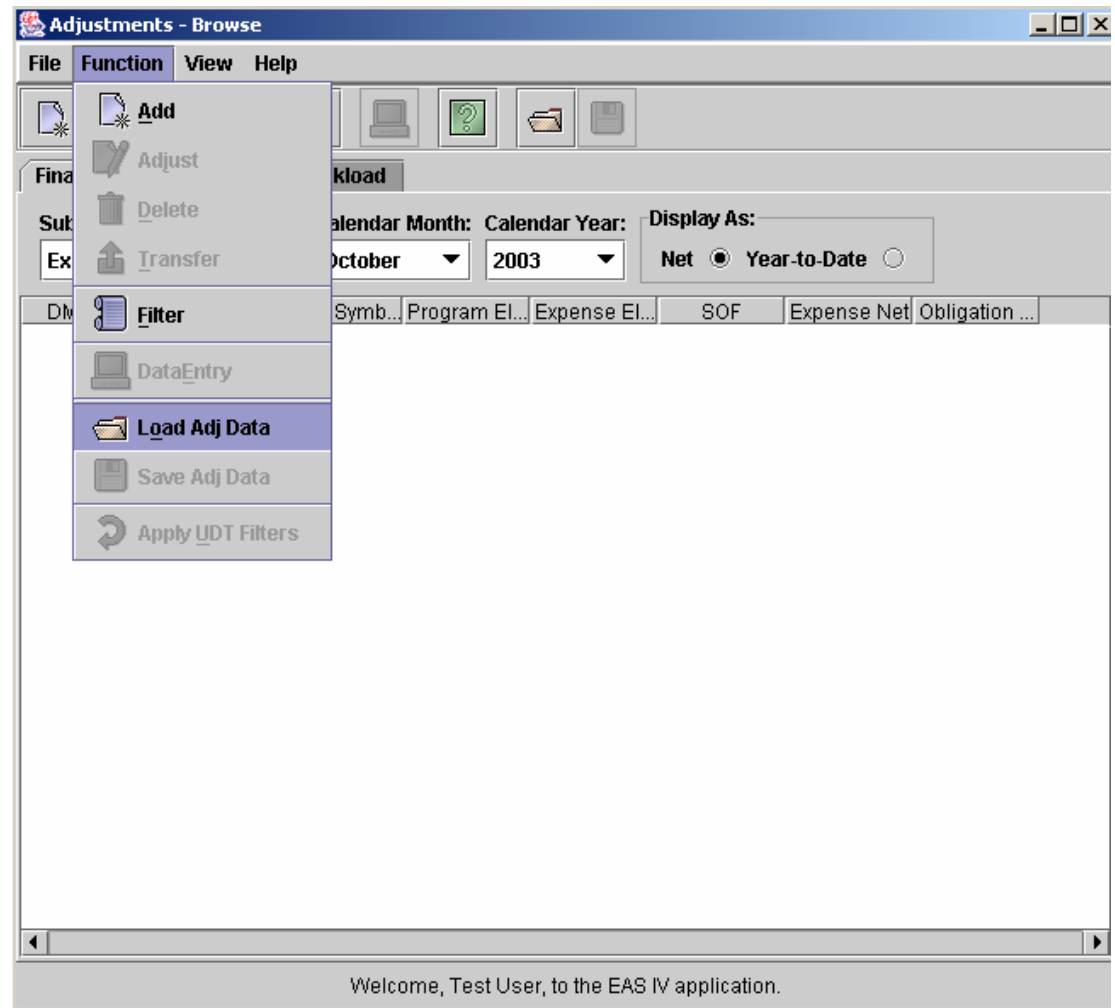 Adjustments - Browse
File Function View Help
Add
Adjust
Delete
Transfer
Filter
DataEntry
Load Adj Data
Save Adj Data
Apply UDT Filters
Fina kload
Sub alendar Month: Calendar Year: Display As:
Ex October 2003 Net Year-to-Date
DM Symb... Program El... Expense El... SOF Expense Net Obligation ...
Welcome, Test User, to the EAS IV application.